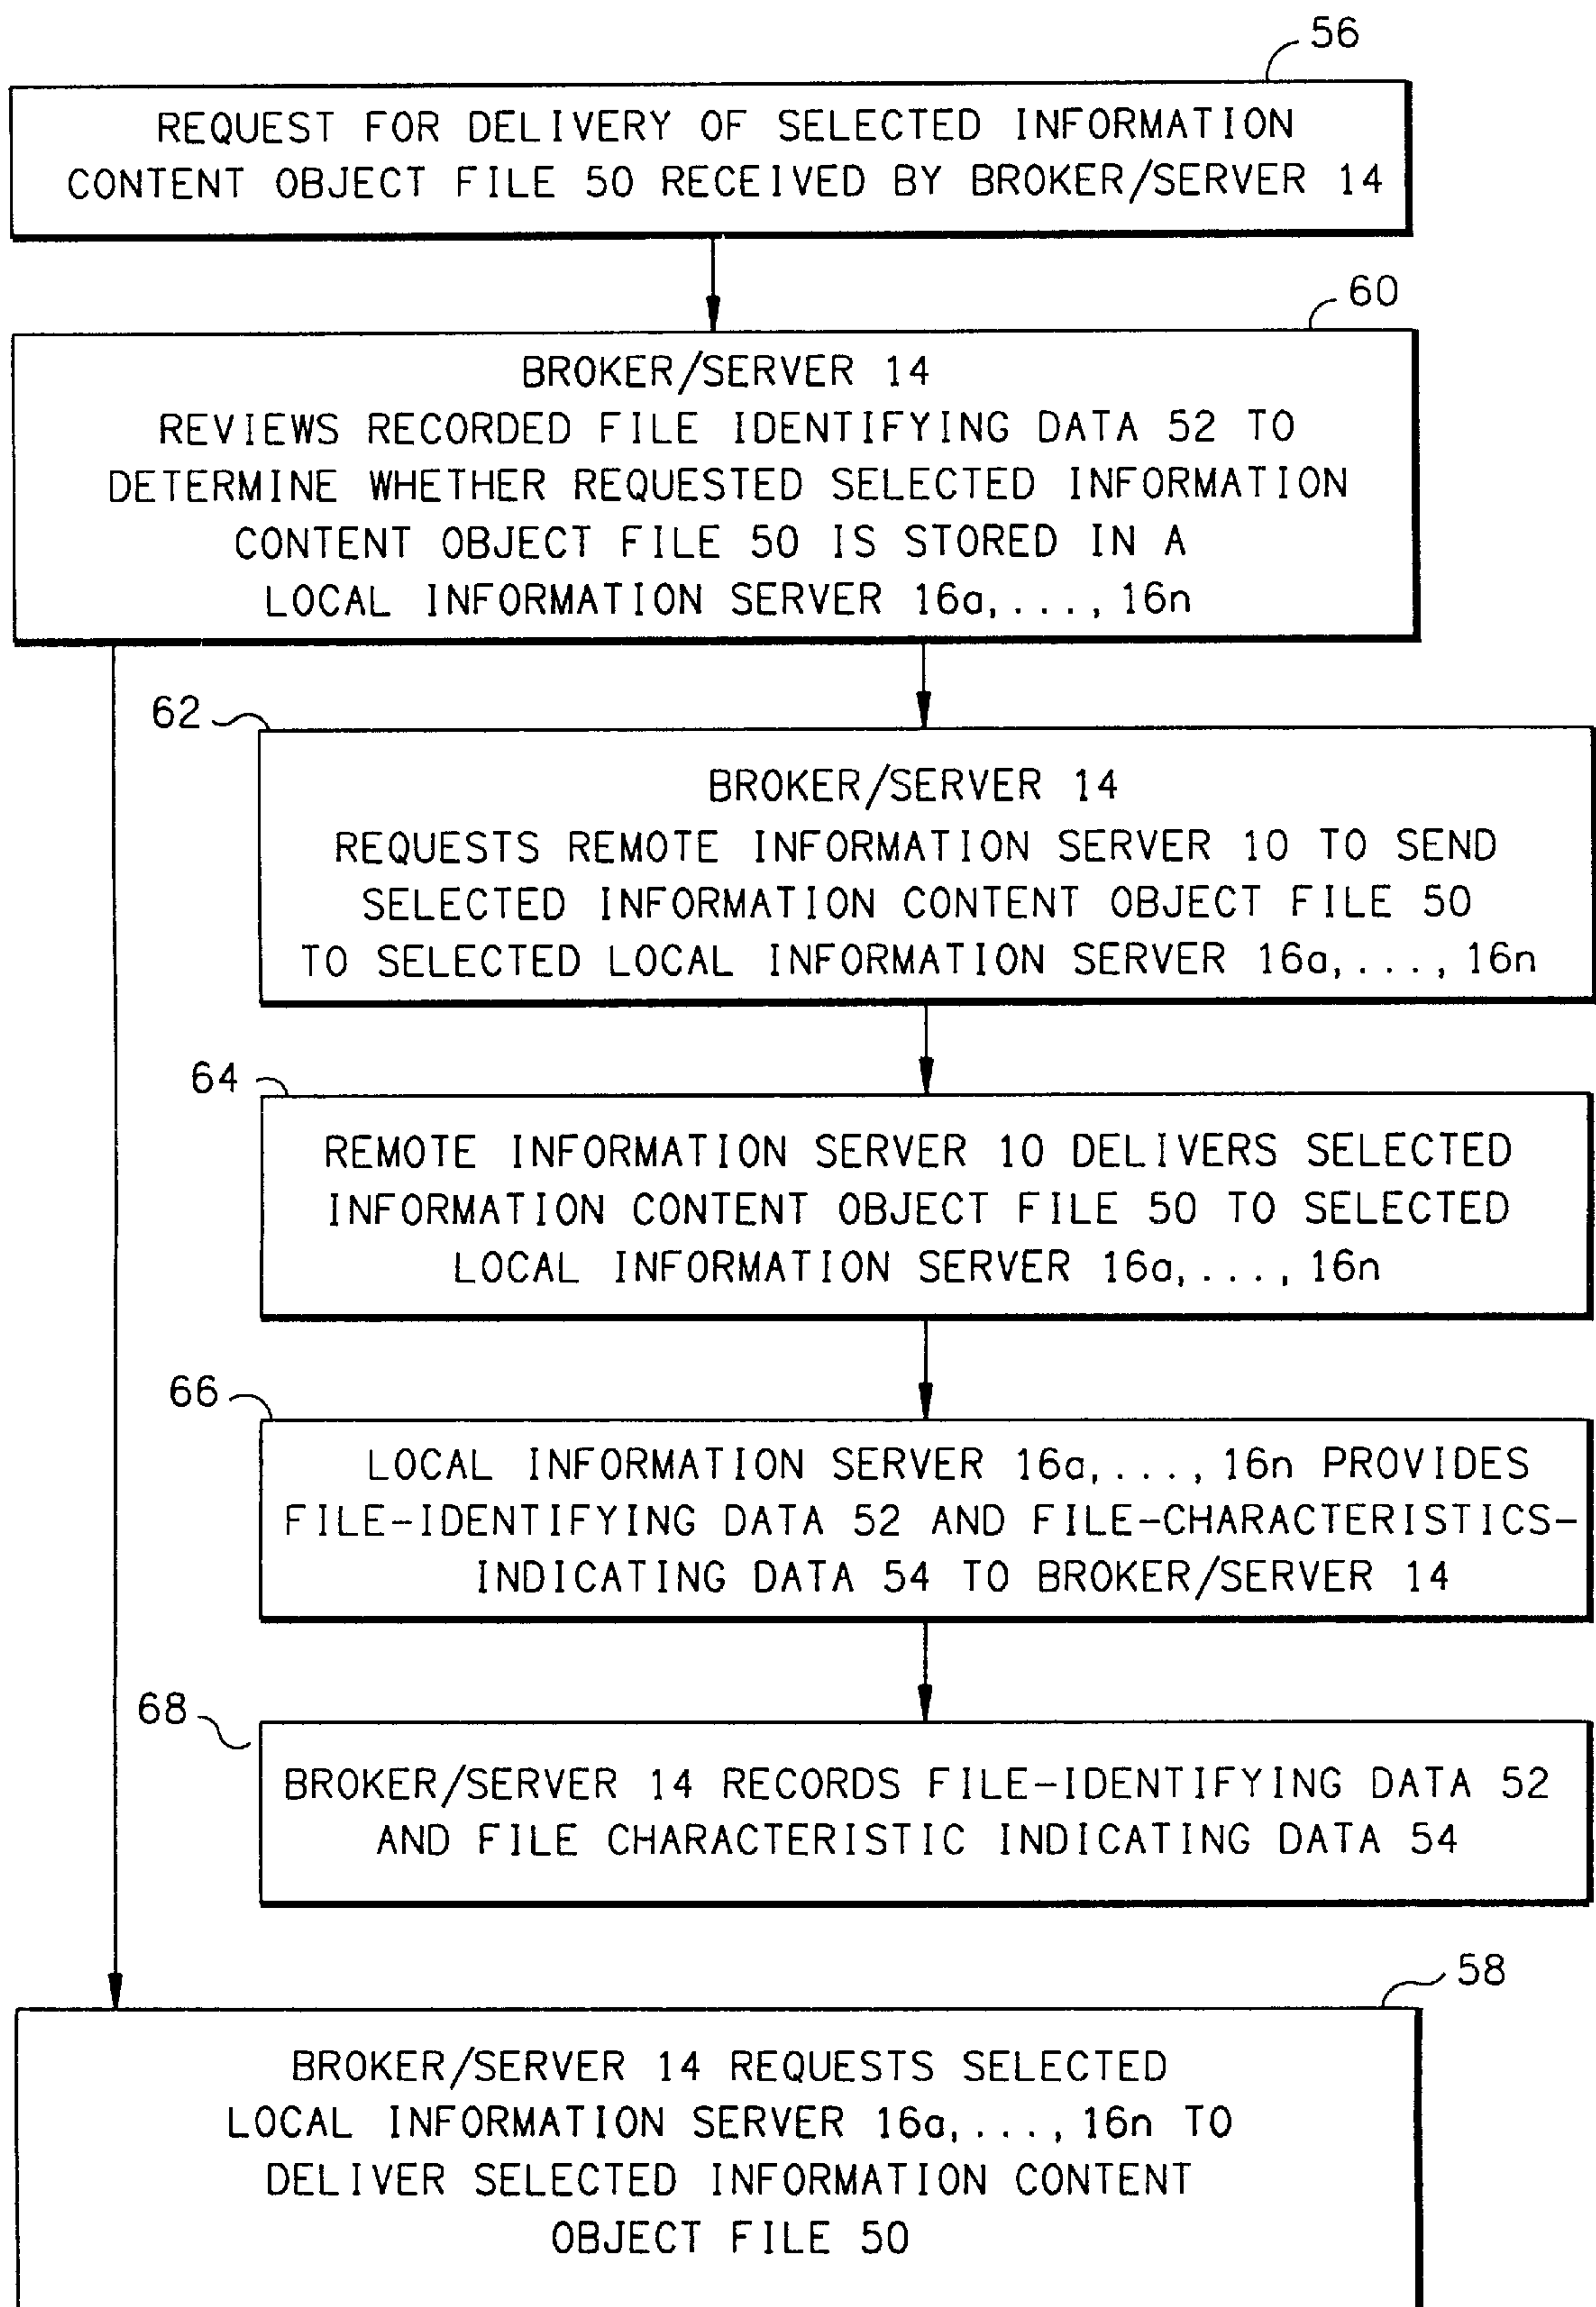 56
REQUEST FOR DELIVERY OF SELECTED INFORMATION
CONTENT OBJECT FILE 50 RECEIVED BY BROKER/SERVER 14
60
BROKER/SERVER 14
REVIEWS RECORDED FILE IDENTIFYING DATA 52 TO
DETERMINE WHETHER REQUESTED SELECTED INFORMATION
CONTENT OBJECT FILE 50 IS STORED IN A
LOCAL INFORMATION SERVER 16a,...., 16n
62
BROKER/SERVER 14
REQUESTS REMOTE INFORMATION SERVER 10 TO SEND
SELECTED INFORMATION CONTENT OBJECT FILE 50
TO SELECTED LOCAL INFORMATION SERVER 16a,...., 16n
64
REMOTE INFORMATION SERVER 10 DELIVERS SELECTED
INFORMATION CONTENT OBJECT FILE 50 TO SELECTED
LOCAL INFORMATION SERVER 16a,...., 16n
66
LOCAL INFORMATION SERVER 16a,...., 16n PROVIDES
FILE-IDENTIFYING DATA 52 AND FILE-CHARACTERISTICS-
INDICATING DATA 54 TO BROKER/SERVER 14
68
BROKER/SERVER 14 RECORDS FILE-IDENTIFYING DATA 52
AND FILE CHARACTERISTIC INDICATING DATA 54
58
BROKER/SERVER 14 REQUESTS SELECTED
LOCAL INFORMATION SERVER 16a,...., 16n TO
DELIVER SELECTED INFORMATION CONTENT
OBJECT FILE 50